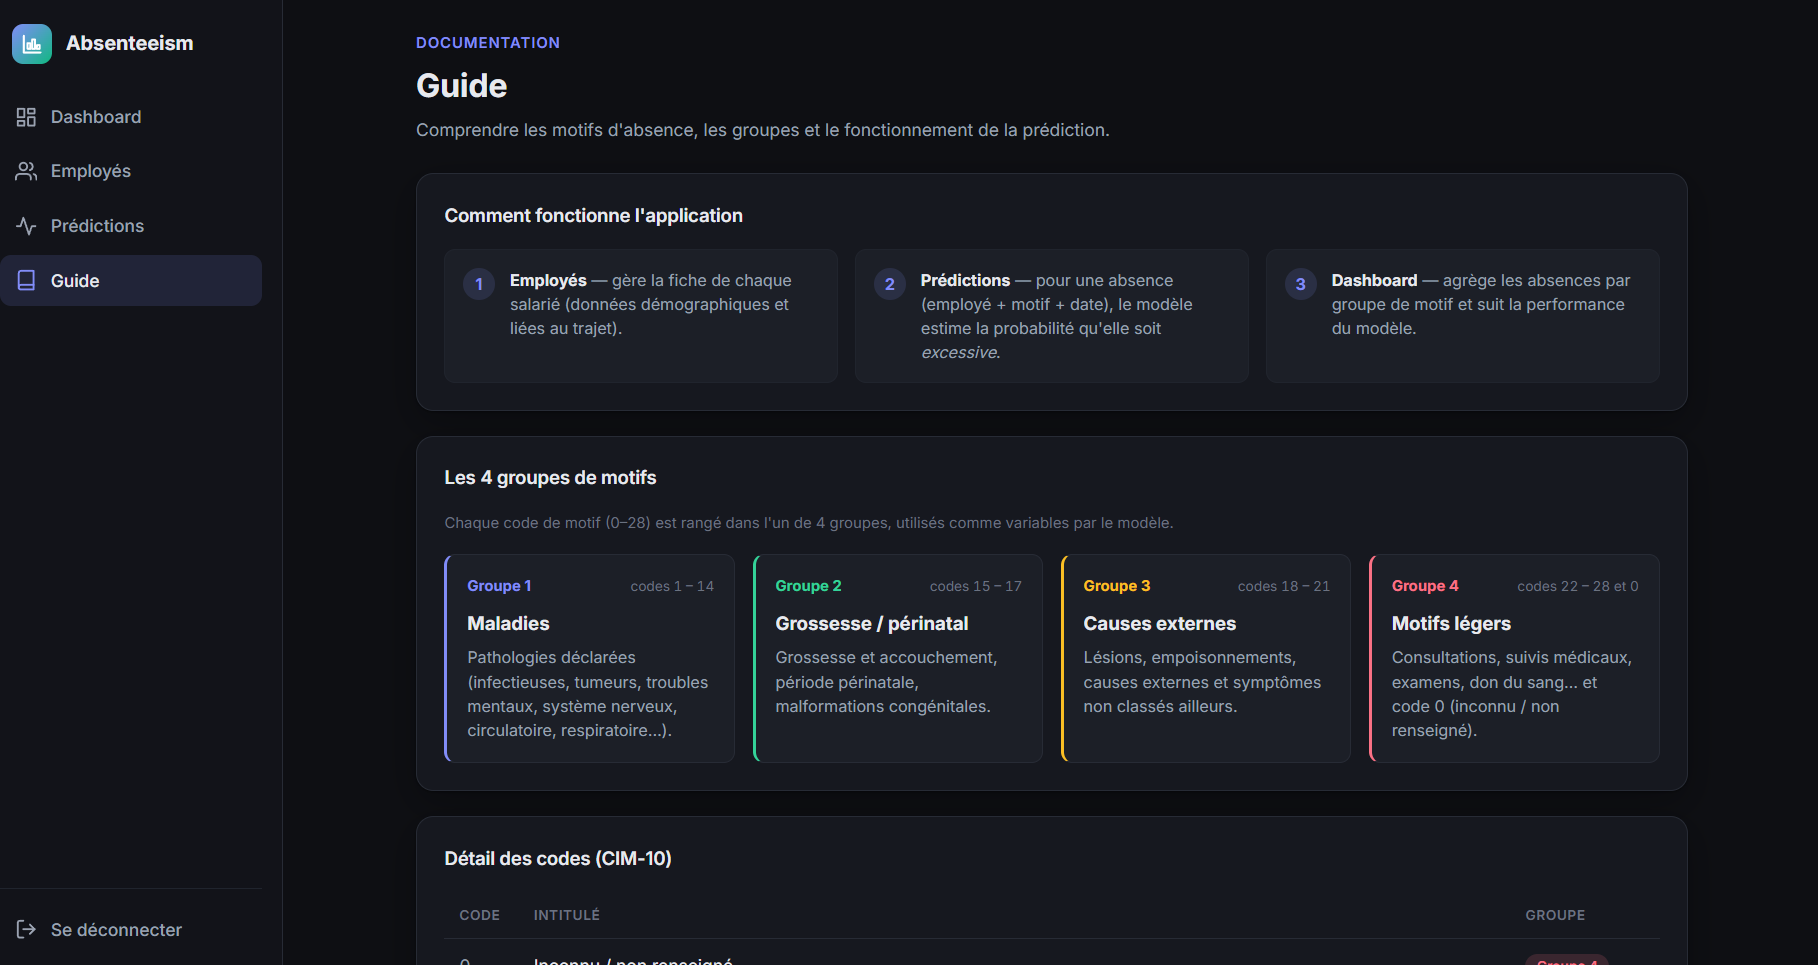 Absenteeism
Dashboard
Employés
Prédictions
Guide
Se déconnecter
DOCUMENTATION
Guide
Comprendre les motifs d'absence, les groupes et le fonctionnement de la prédiction.
Comment fonctionne l'application
1
Employés — gère la fiche de chaque
salarié (données démographiques et
liées au trajet).
2
Prédictions — pour une absence
(employé + motif + date), le modèle
estime la probabilité qu'elle soit
excessive.
3
Dashboard — agrège les absences par
groupe de motif et suit la performance
du modèle.
Les 4 groupes de motifs
Chaque code de motif (0–28) est rangé dans l'un de 4 groupes, utilisés comme variables par le modèle.
Groupe 1 codes 1 – 14
Maladies
Pathologies déclarées
(infectieuses, tumeurs, troubles
mentaux, système nerveux,
circulatoire, respiratoire…).
Groupe 2 codes 15 – 17
Grossesse / périnatal
Grossesse et accouchement,
période périnatale,
malformations congénitales.
Groupe 3 codes 18 – 21
Causes externes
Lésions, empoisonnements,
causes externes et symptômes
non classés ailleurs.
Groupe 4 codes 22 – 28 et 0
Motifs légers
Consultations, suivis médicaux,
examens, don du sang… et
code 0 (inconnu / non
renseigné).
Détail des codes (CIM-10)
CODE INTITULÉ GROUPE
0 Inconnu / non renseigné Groupe 4